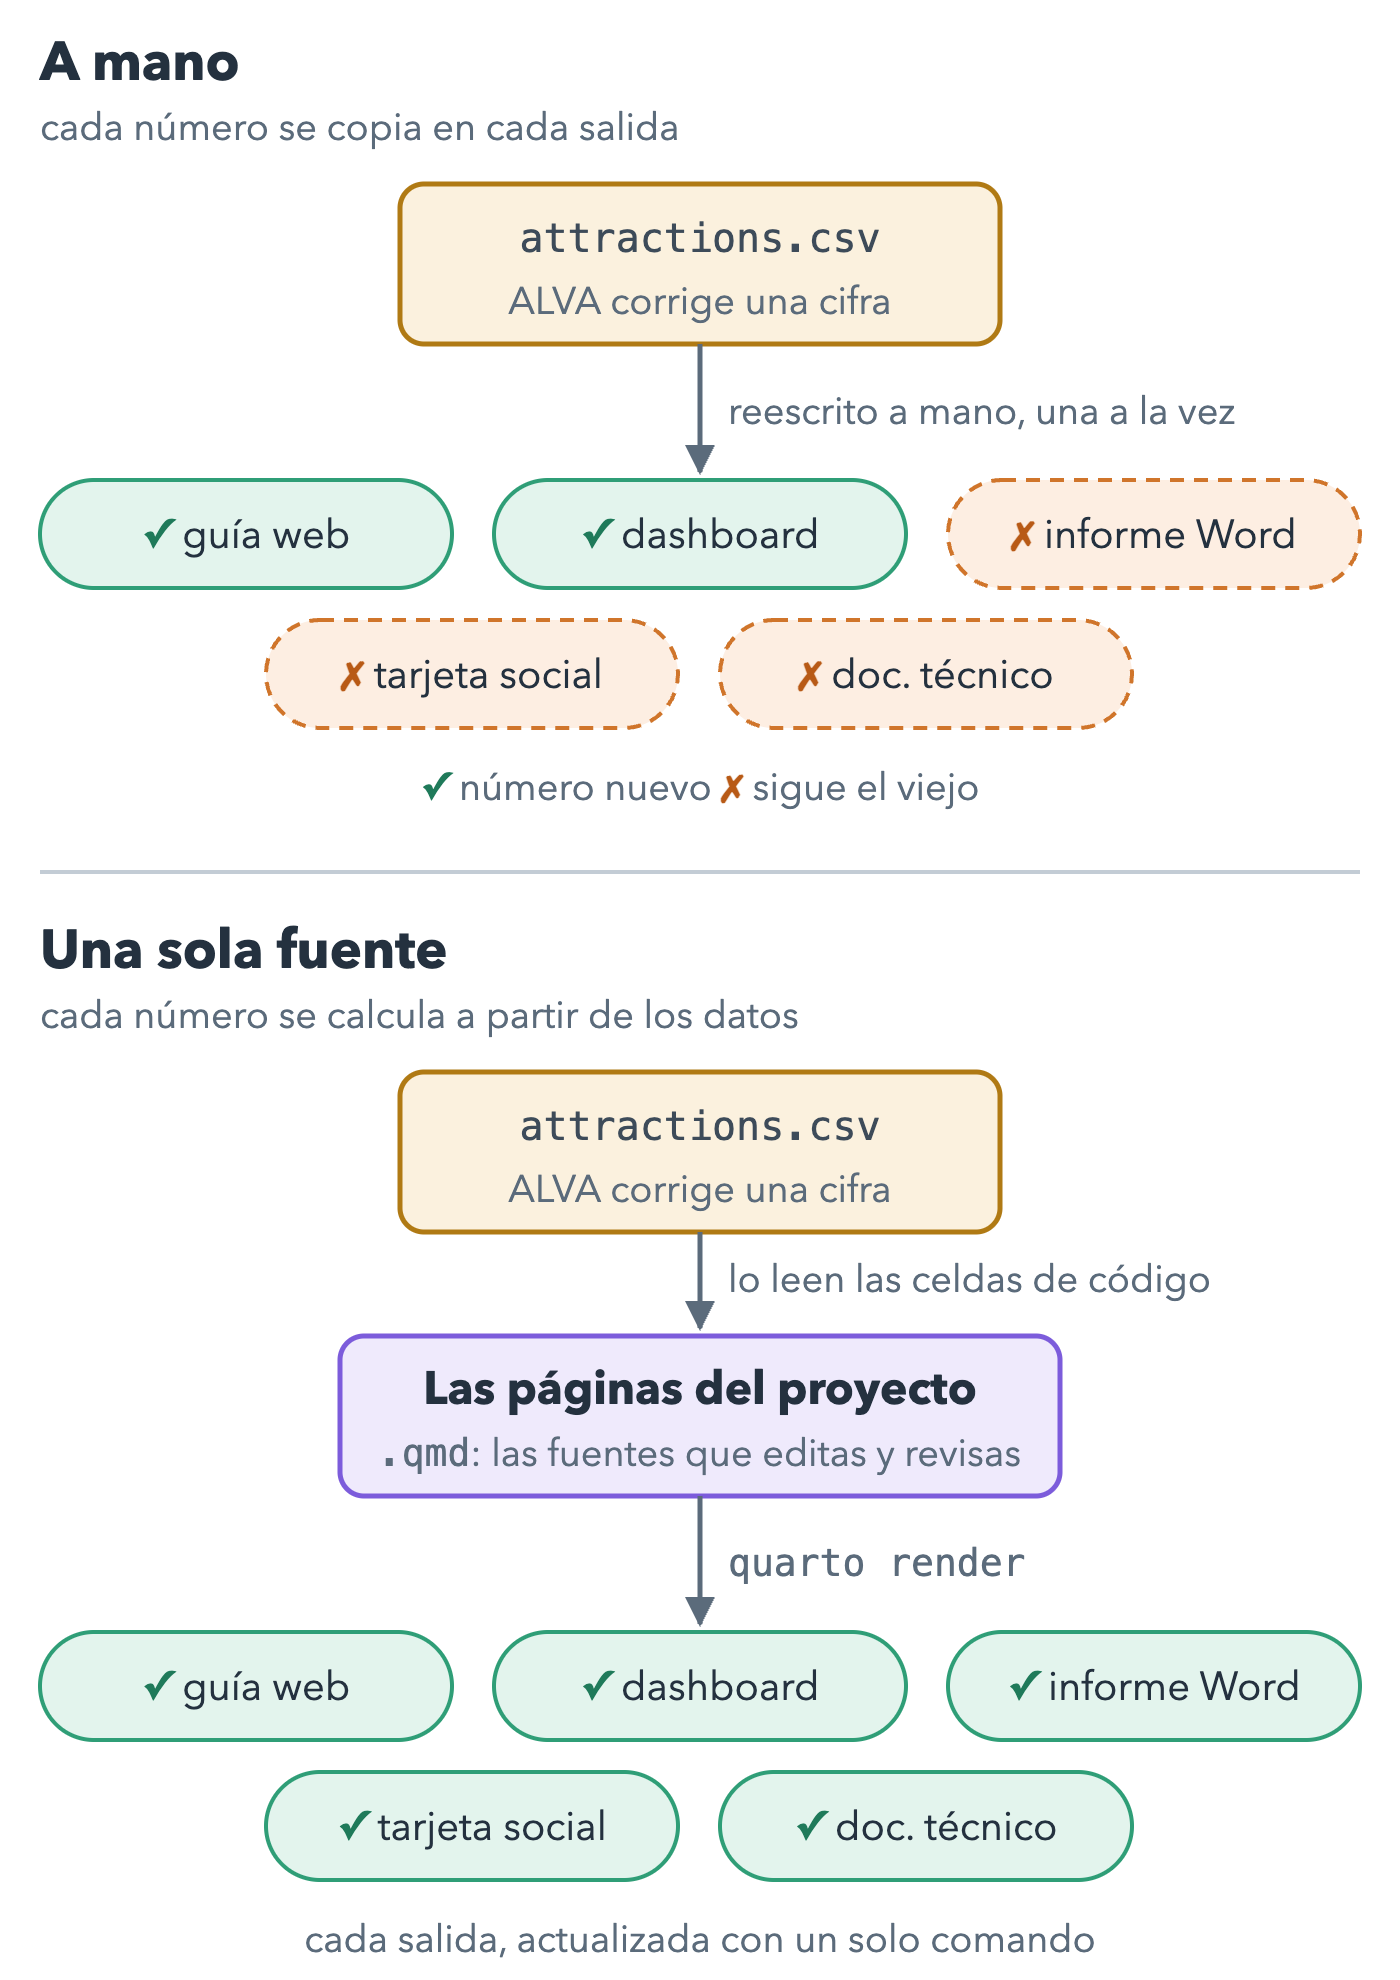 A mano
cada número se copia en cada salida
attractions.csv
ALVA corrige una cifra
reescrito a mano, una a la vez
✓ guía web
✓ dashboard
✗ informe Word
✗ tarjeta social
✗ doc. técnico
✓ número nuevo ✗ sigue el viejo
Una sola fuente
cada número se calcula a partir de los datos
attractions.csv
ALVA corrige una cifra
lo leen las celdas de código
Las páginas del proyecto
.qmd: las fuentes que editas y revisas
quarto render
✓ guía web
✓ dashboard
✓ informe Word
✓ tarjeta social
✓ doc. técnico
cada salida, actualizada con un solo comando